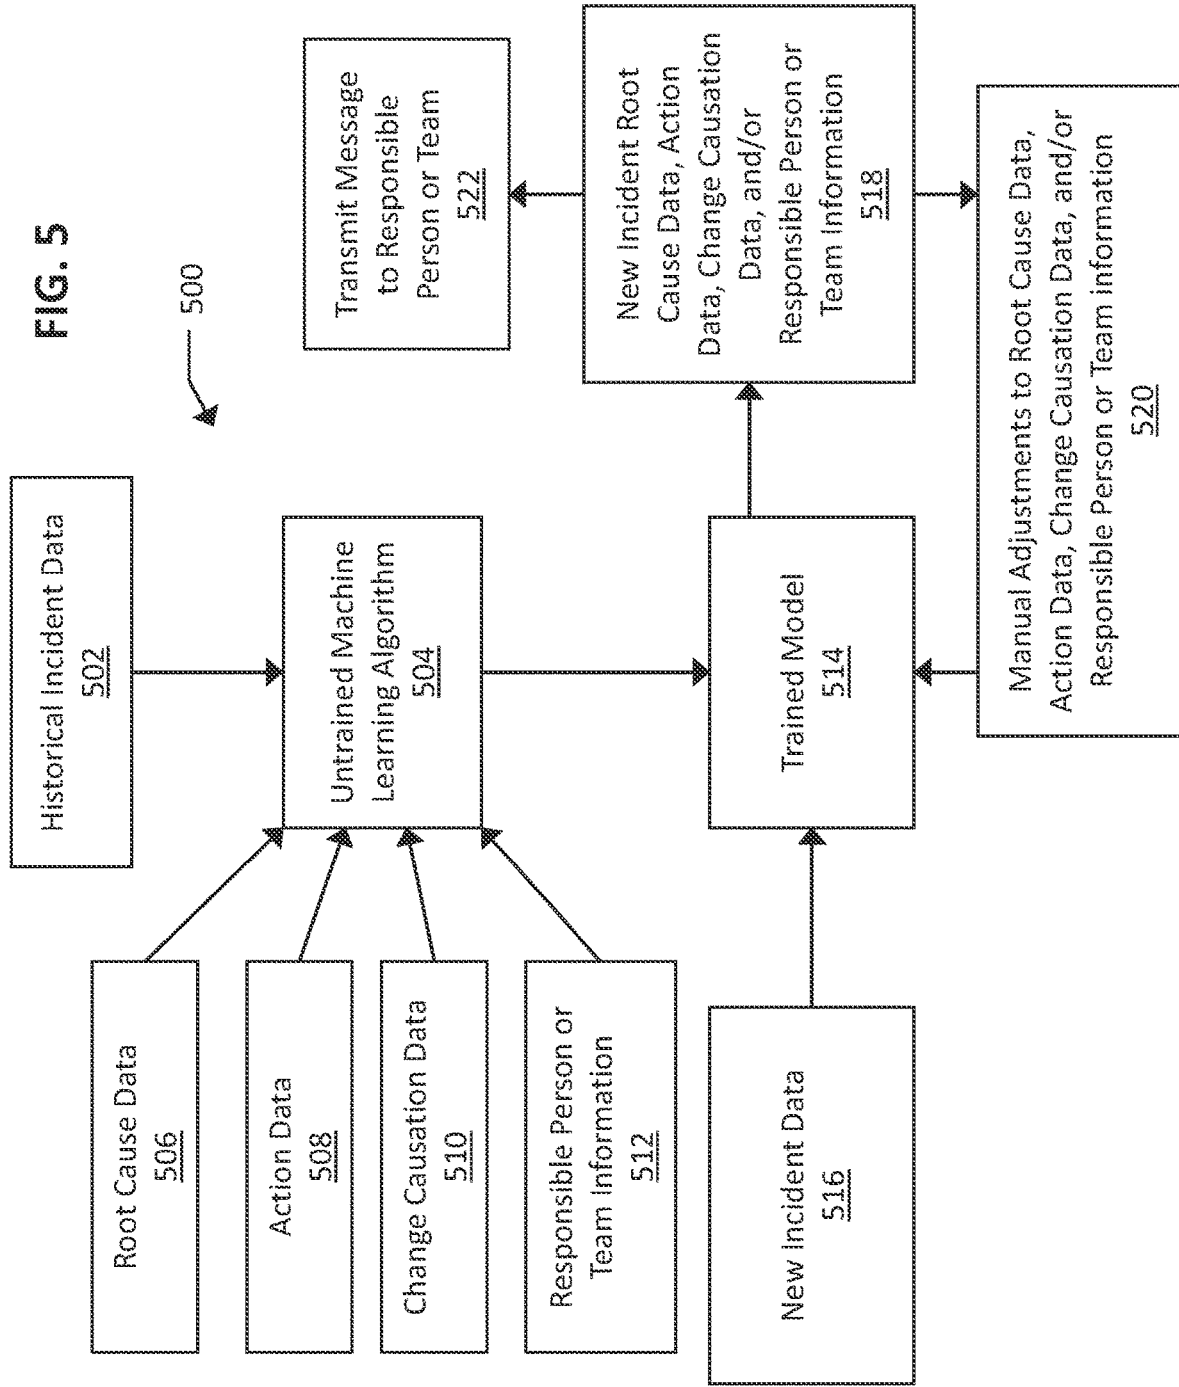 FIG. 5
500
Historical Incident Data
502
Root Cause Data
506
Action Data
508
Change Causation Data
510
Responsible Person or
Team Information
512
Untrained Machine
Learning Algorithm
504
Transmit Message
to Responsible
Person or Team
522
New Incident Data
516
Trained Model
514
New Incident Root
Cause Data, Action
Data, Change Causation
Data, and/or
Responsible Person or
Team Information
518
Manual Adjustments to Root Cause Data,
Action Data, Change Causation Data, and/or
Responsible Person or Team Information
520